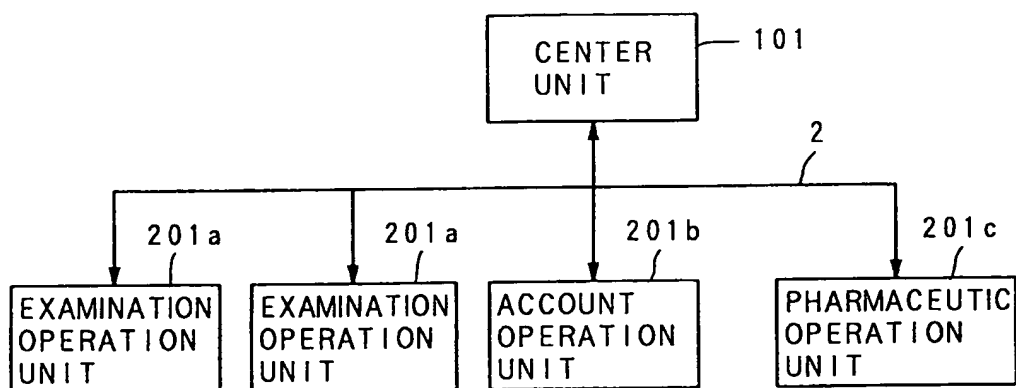 CENTER
UNIT
101
2
201a
201a
201b
201c
EXAMINATION
OPERATION
UNIT
EXAMINATION
OPERATION
UNIT
ACCOUNT
OPERATION
UNIT
PHARMACEUTIC
OPERATION
UNIT